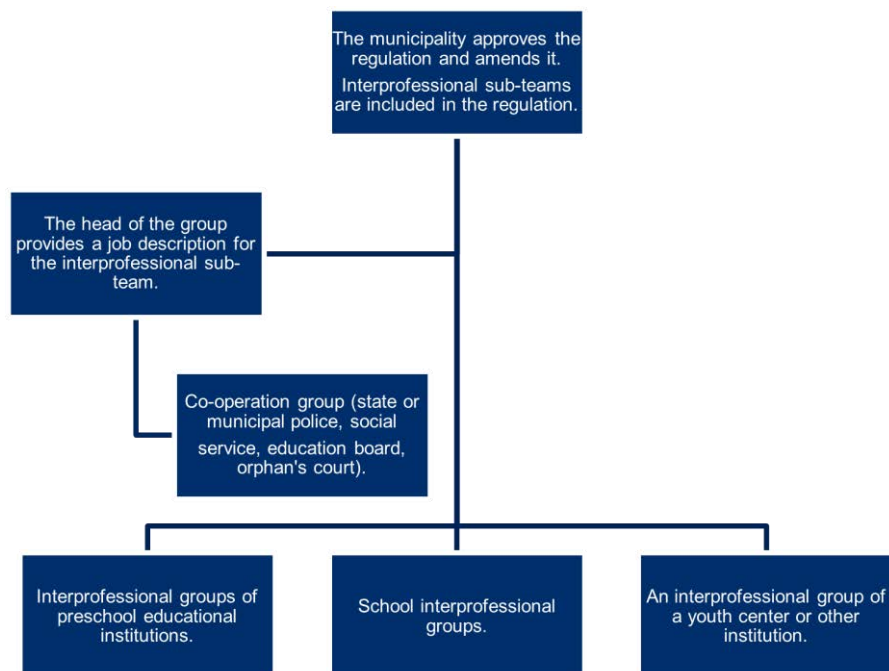 The municipality approves the
regulation and amends it.
Interprofessional sub-teams
are included in the regulation.
The head of the group
provides a job description for
the interprofessional sub-
team.
Co-operation group (state or
municipal police, social
service, education board,
orphan's court).
Interprofessional groups of
preschool educational
institutions.
School interprofessional
groups.
An interprofessional group of
a youth center or other
institution.